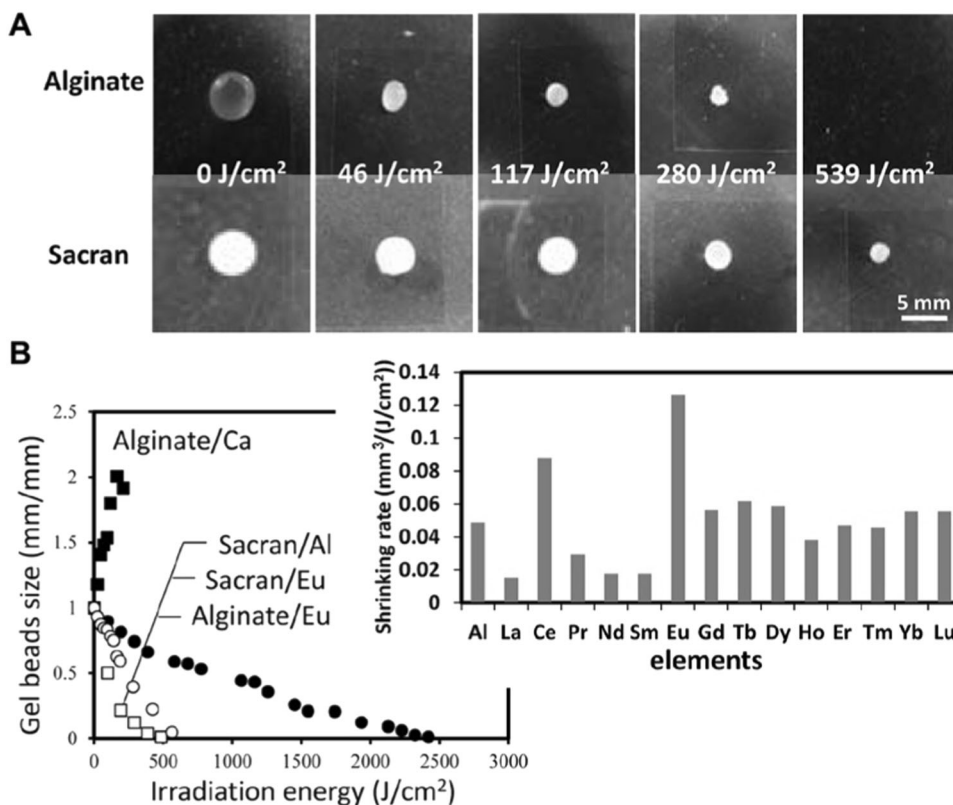 A
Alginate
0 J/cm²
46 J/cm²
117 J/cm²
280 J/cm²
539 J/cm²
Sacran
5 mm
B
Gel beads size (mm/mm)
2.5
2
1.5
1
0.5
0
Alginate/Ca
Sacran/Al
Sacran/Eu
Alginate/Eu
0 500 1000 1500 2000 2500 3000
Irradiation energy (J/cm²)
Shrinking rate (mm³/(J/cm²))
0.14
0.12
0.1
0.08
0.06
0.04
0.02
0
Al La Ce Pr Nd Sm Eu Gd Tb Dy Ho Er Tm Yb Lu
elements